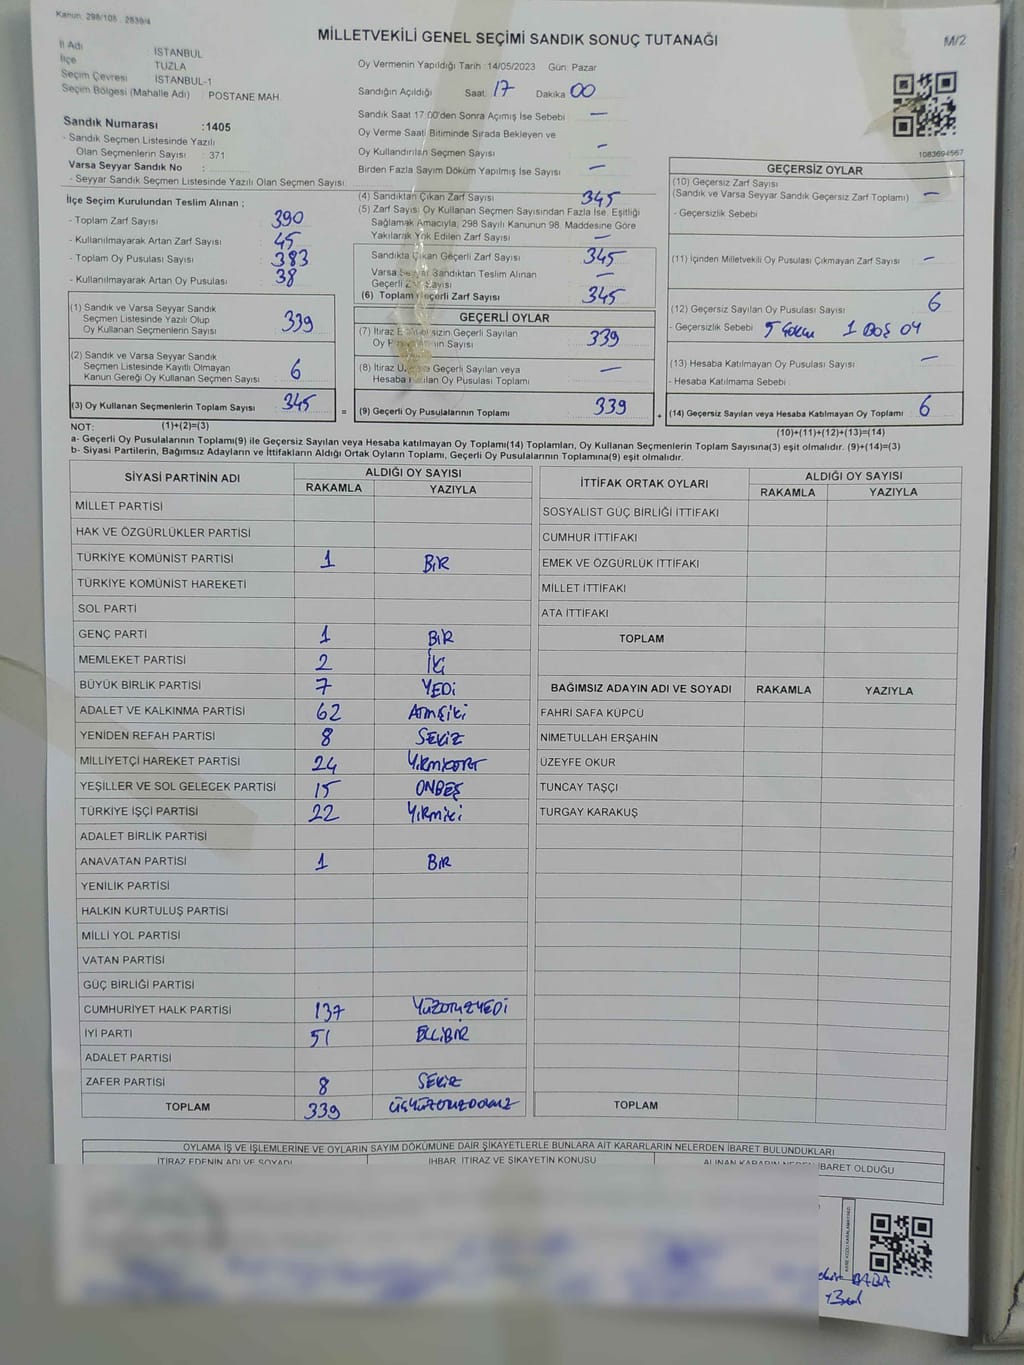 Kanun: 298/105 - 2839/4
MİLLETVEKİLİ GENEL SEÇİMİ SANDIK SONUÇ TUTANAĞI
M/2
İl Adı İSTANBUL
İlçe TUZLA
Seçim Çevresi İSTANBUL-1
Seçim Bölgesi (Mahalle Adı) : POSTANE MAH.
Sandık Numarası :1405
- Sandık Seçmen Listesinde Yazılı
Olan Seçmenlerin Sayısı : 371
Varsa Seyyar Sandık No :
- Seyyar Sandık Seçmen Listesinde Yazılı Olan Seçmen Sayısı:
Oy Vermenin Yapıldığı Tarih :14/05/2023 Gün: Pazar
Sandığın Açıldığı Saat: 17 Dakika 00
Sandık Saat 17:00'den Sonra Açımış İse Sebebi —
Oy Verme Saati Bitiminde Sırada Bekleyen ve
Oy Kullandırılan Seçmen Sayısı —
Birden Fazla Sayım Döküm Yapılmış İse Sayısı —
1083694567
İlçe Seçim Kurulundan Teslim Alınan ;
- Toplam Zarf Sayısı : 390
- Kullanılmayarak Artan Zarf Sayısı : 45
- Toplam Oy Pusulası Sayısı : 383
- Kullanılmayarak Artan Oy Pusulası : 38
(1) Sandık ve Varsa Seyyar Sandık
Seçmen Listesinde Yazılı Olup
Oy Kullanan Seçmenlerin Sayısı : 339
(2) Sandık ve Varsa Seyyar Sandık
Seçmen Listesinde Kayıtlı Olmayan
Kanun Gereği Oy Kullanan Seçmen Sayısı : 6
(3) Oy Kullanan Seçmenlerin Toplam Sayısı : 345 =
(4) Sandıktan Çıkan Zarf Sayısı 345
(5) Zarf Sayısı Oy Kullanan Seçmen Sayısından Fazla İse, Eşitliği
Sağlamak Amacıyla; 298 Sayılı Kanunun 98. Maddesine Göre
Yakılarak Yok Edilen Zarf Sayısı —
Sandıkta Çıkan Geçerli Zarf Sayısı 345
Varsa Seyyar Sandıktan Teslim Alınan
Geçerli Zarf Sayısı —
(6) Toplam Geçerli Zarf Sayısı 345
GEÇERLİ OYLAR
(7) İtiraz Geçerli Sayılan
Oy Sayısı 339
(8) İtiraz Geçerli Sayılan veya
Hesaba Oy Pusulası Toplamı —
(9) Geçerli Oy Pusulalarının Toplamı 339 +
GEÇERSİZ OYLAR
(10) Geçersiz Zarf Sayısı
(Sandık ve Varsa Seyyar Sandık Geçersiz Zarf Toplamı) —
- Geçersizlik Sebebi
(11) İçinden Milletvekili Oy Pusulası Çıkmayan Zarf Sayısı —
(12) Geçersiz Sayılan Oy Pusulası Sayısı 6
- Geçersizlik Sebebi 5 1 BOŞ OY
(13) Hesaba Katılmayan Oy Pusulası Sayısı —
- Hesaba Katılmama Sebebi
(14) Geçersiz Sayılan veya Hesaba Katılmayan Oy Toplamı 6
NOT: (1)+(2)=(3)
(10)+(11)+(12)+(13)=(14)
a- Geçerli Oy Pusulalarının Toplamı(9) ile Geçersiz Sayılan veya Hesaba katılmayan Oy Toplamı(14) Toplamları, Oy Kullanan Seçmenlerin Toplam Sayısına(3) eşit olmalıdır. (9)+(14)=(3)
b- Siyasi Partilerin, Bağımsız Adayların ve İttifakların Aldığı Ortak Oyların Toplamı, Geçerli Oy Pusulalarının Toplamına(9) eşit olmalıdır.
SİYASİ PARTİNİN ADI ALDIĞI OY SAYISI
RAKAMLA YAZIYLA
MİLLET PARTİSİ
HAK VE ÖZGÜRLÜKLER PARTİSİ
TÜRKİYE KOMÜNİST PARTİSİ 1 BİR
TÜRKİYE KOMÜNİST HAREKETİ
SOL PARTİ
GENÇ PARTİ 1 BİR
MEMLEKET PARTİSİ 2 İKİ
BÜYÜK BİRLİK PARTİSİ 7 YEDİ
ADALET VE KALKINMA PARTİSİ 62 ATMIŞİKİ
YENİDEN REFAH PARTİSİ 8 SEKİZ
MİLLİYETÇİ HAREKET PARTİSİ 24 YİRMİDÖRT
YEŞİLLER VE SOL GELECEK PARTİSİ 15 ONBEŞ
TÜRKİYE İŞÇİ PARTİSİ 22 YİRMİİKİ
ADALET BİRLİK PARTİSİ
ANAVATAN PARTİSİ 1 BİR
YENİLİK PARTİSİ
HALKIN KURTULUŞ PARTİSİ
MİLLİ YOL PARTİSİ
VATAN PARTİSİ
GÜÇ BİRLİĞİ PARTİSİ
CUMHURİYET HALK PARTİSİ 137 YÜZOTUZYEDİ
İYİ PARTİ 51 ELLİBİR
ADALET PARTİSİ
ZAFER PARTİSİ 8 SEKİZ
TOPLAM 339 ÜÇYÜZOTUZDOKUZ
İTTİFAK ORTAK OYLARI ALDIĞI OY SAYISI
RAKAMLA YAZIYLA
SOSYALİST GÜÇ BİRLİĞİ İTTİFAKI
CUMHUR İTTİFAKI
EMEK VE ÖZGÜRLÜK İTTİFAKI
MİLLET İTTİFAKI
ATA İTTİFAKI
TOPLAM
BAĞIMSIZ ADAYIN ADI VE SOYADI RAKAMLA YAZIYLA
FAHRİ SAFA KÜPCÜ
NİMETULLAH ERŞAHİN
ÜZEYFE OKUR
TUNCAY TAŞÇI
TURGAY KARAKUŞ
TOPLAM
OYLAMA İŞ VE İŞLEMLERİNE VE OYLARIN SAYIM DÖKÜMÜNE DAİR ŞİKAYETLERLE BUNLARA AİT KARARLARIN NELERDEN İBARET BULUNDUKLARI
İTİRAZ EDENİN ADI VE SOYADI İHBAR, İTİRAZ VE ŞİKAYETİN KONUSU ALINAN KARARIN NEDEN İBARET OLDUĞU
BABA